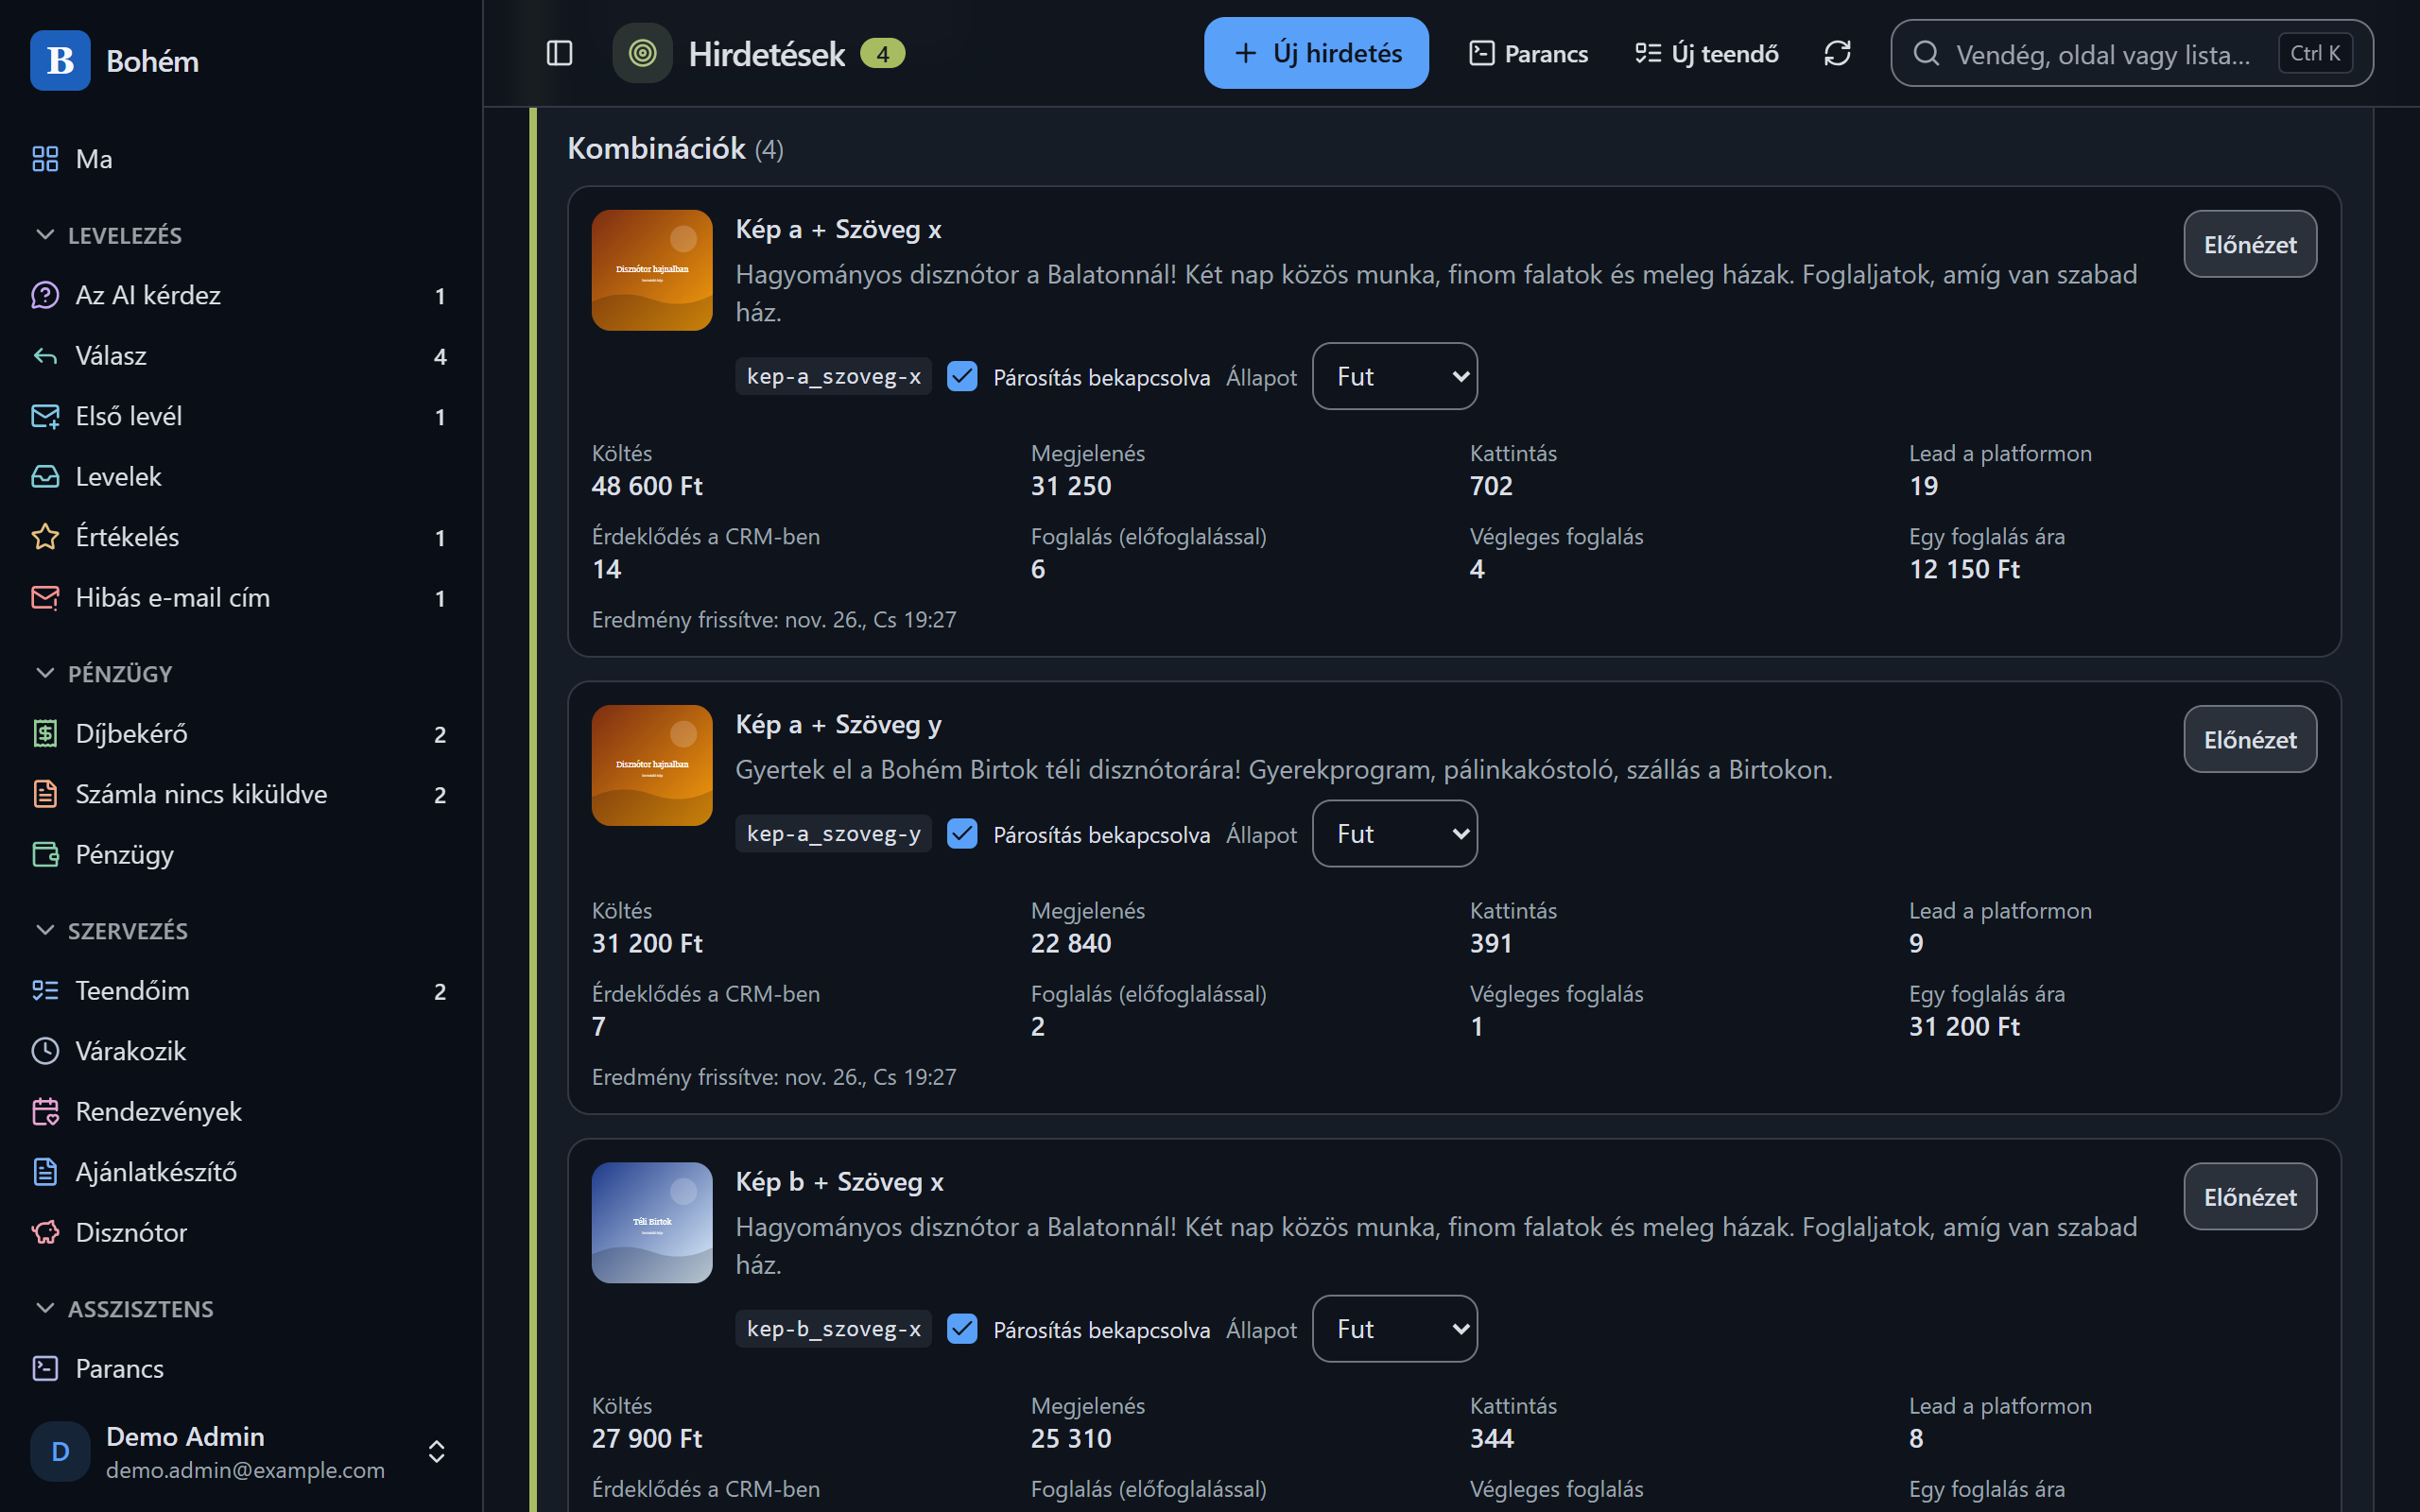 B Bohém
Ma
LEVELEZÉS
Az AI kérdez 1
Válasz 4
Első levél 1
Levelek
Értékelés 1
Hibás e-mail cím 1
PÉNZÜGY
Díjbekérő 2
Számla nincs kiküldve 2
Pénzügy
SZERVEZÉS
Teendőim 2
Várakozik
Rendezvények
Ajánlatkészítő
Disznótor
ASSZISZTENS
Parancs
D
Demo Admin
demo.admin@example.com
Hirdetések 4
+ Új hirdetés
Parancs
Új teendő
Vendég, oldal vagy lista... Ctrl K
Kombinációk (4)
Disznótor hajnalban
Kép a + Szöveg x
Előnézet
Hagyományos disznótor a Balatonnál! Két nap közös munka, finom falatok és meleg házak. Foglaljatok, amíg van szabad
ház.
kep-a_szoveg-x Párosítás bekapcsolva Állapot Fut
Költés Megjelenés Kattintás Lead a platformon
48 600 Ft 31 250 702 19
Érdeklődés a CRM-ben Foglalás (előfoglalással) Végleges foglalás Egy foglalás ára
14 6 4 12 150 Ft
Eredmény frissítve: nov. 26., Cs 19:27
Disznótor hajnalban
Kép a + Szöveg y
Előnézet
Gyertek el a Bohém Birtok téli disznótorára! Gyerekprogram, pálinkakóstoló, szállás a Birtokon.
kep-a_szoveg-y Párosítás bekapcsolva Állapot Fut
Költés Megjelenés Kattintás Lead a platformon
31 200 Ft 22 840 391 9
Érdeklődés a CRM-ben Foglalás (előfoglalással) Végleges foglalás Egy foglalás ára
7 2 1 31 200 Ft
Eredmény frissítve: nov. 26., Cs 19:27
Téli Birtok
Kép b + Szöveg x
Előnézet
Hagyományos disznótor a Balatonnál! Két nap közös munka, finom falatok és meleg házak. Foglaljatok, amíg van szabad
ház.
kep-b_szoveg-x Párosítás bekapcsolva Állapot Fut
Költés Megjelenés Kattintás Lead a platformon
27 900 Ft 25 310 344 8
Érdeklődés a CRM-ben Foglalás (előfoglalással) Végleges foglalás Egy foglalás ára